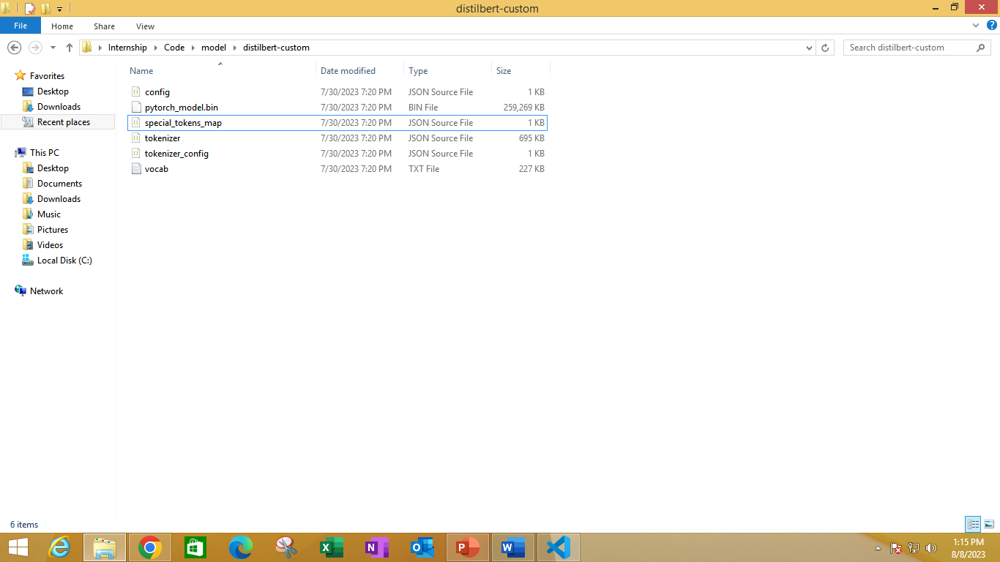 distilbert-custom
File Home Share View
Internship Code model distilbert-custom
Search distilbert-custom
Name Date modified Type Size
config 7/30/2023 7:20 PM JSON Source File 1 KB
pytorch_model.bin 7/30/2023 7:20 PM BIN File 259,269 KB
special_tokens_map 7/30/2023 7:20 PM JSON Source File 1 KB
tokenizer 7/30/2023 7:20 PM JSON Source File 695 KB
tokenizer_config 7/30/2023 7:20 PM JSON Source File 1 KB
vocab 7/30/2023 7:20 PM TXT File 227 KB
Favorites
Desktop
Downloads
Recent places
This PC
Desktop
Documents
Downloads
Music
Pictures
Videos
Local Disk (C:)
Network
6 items
1:15 PM
8/8/2023